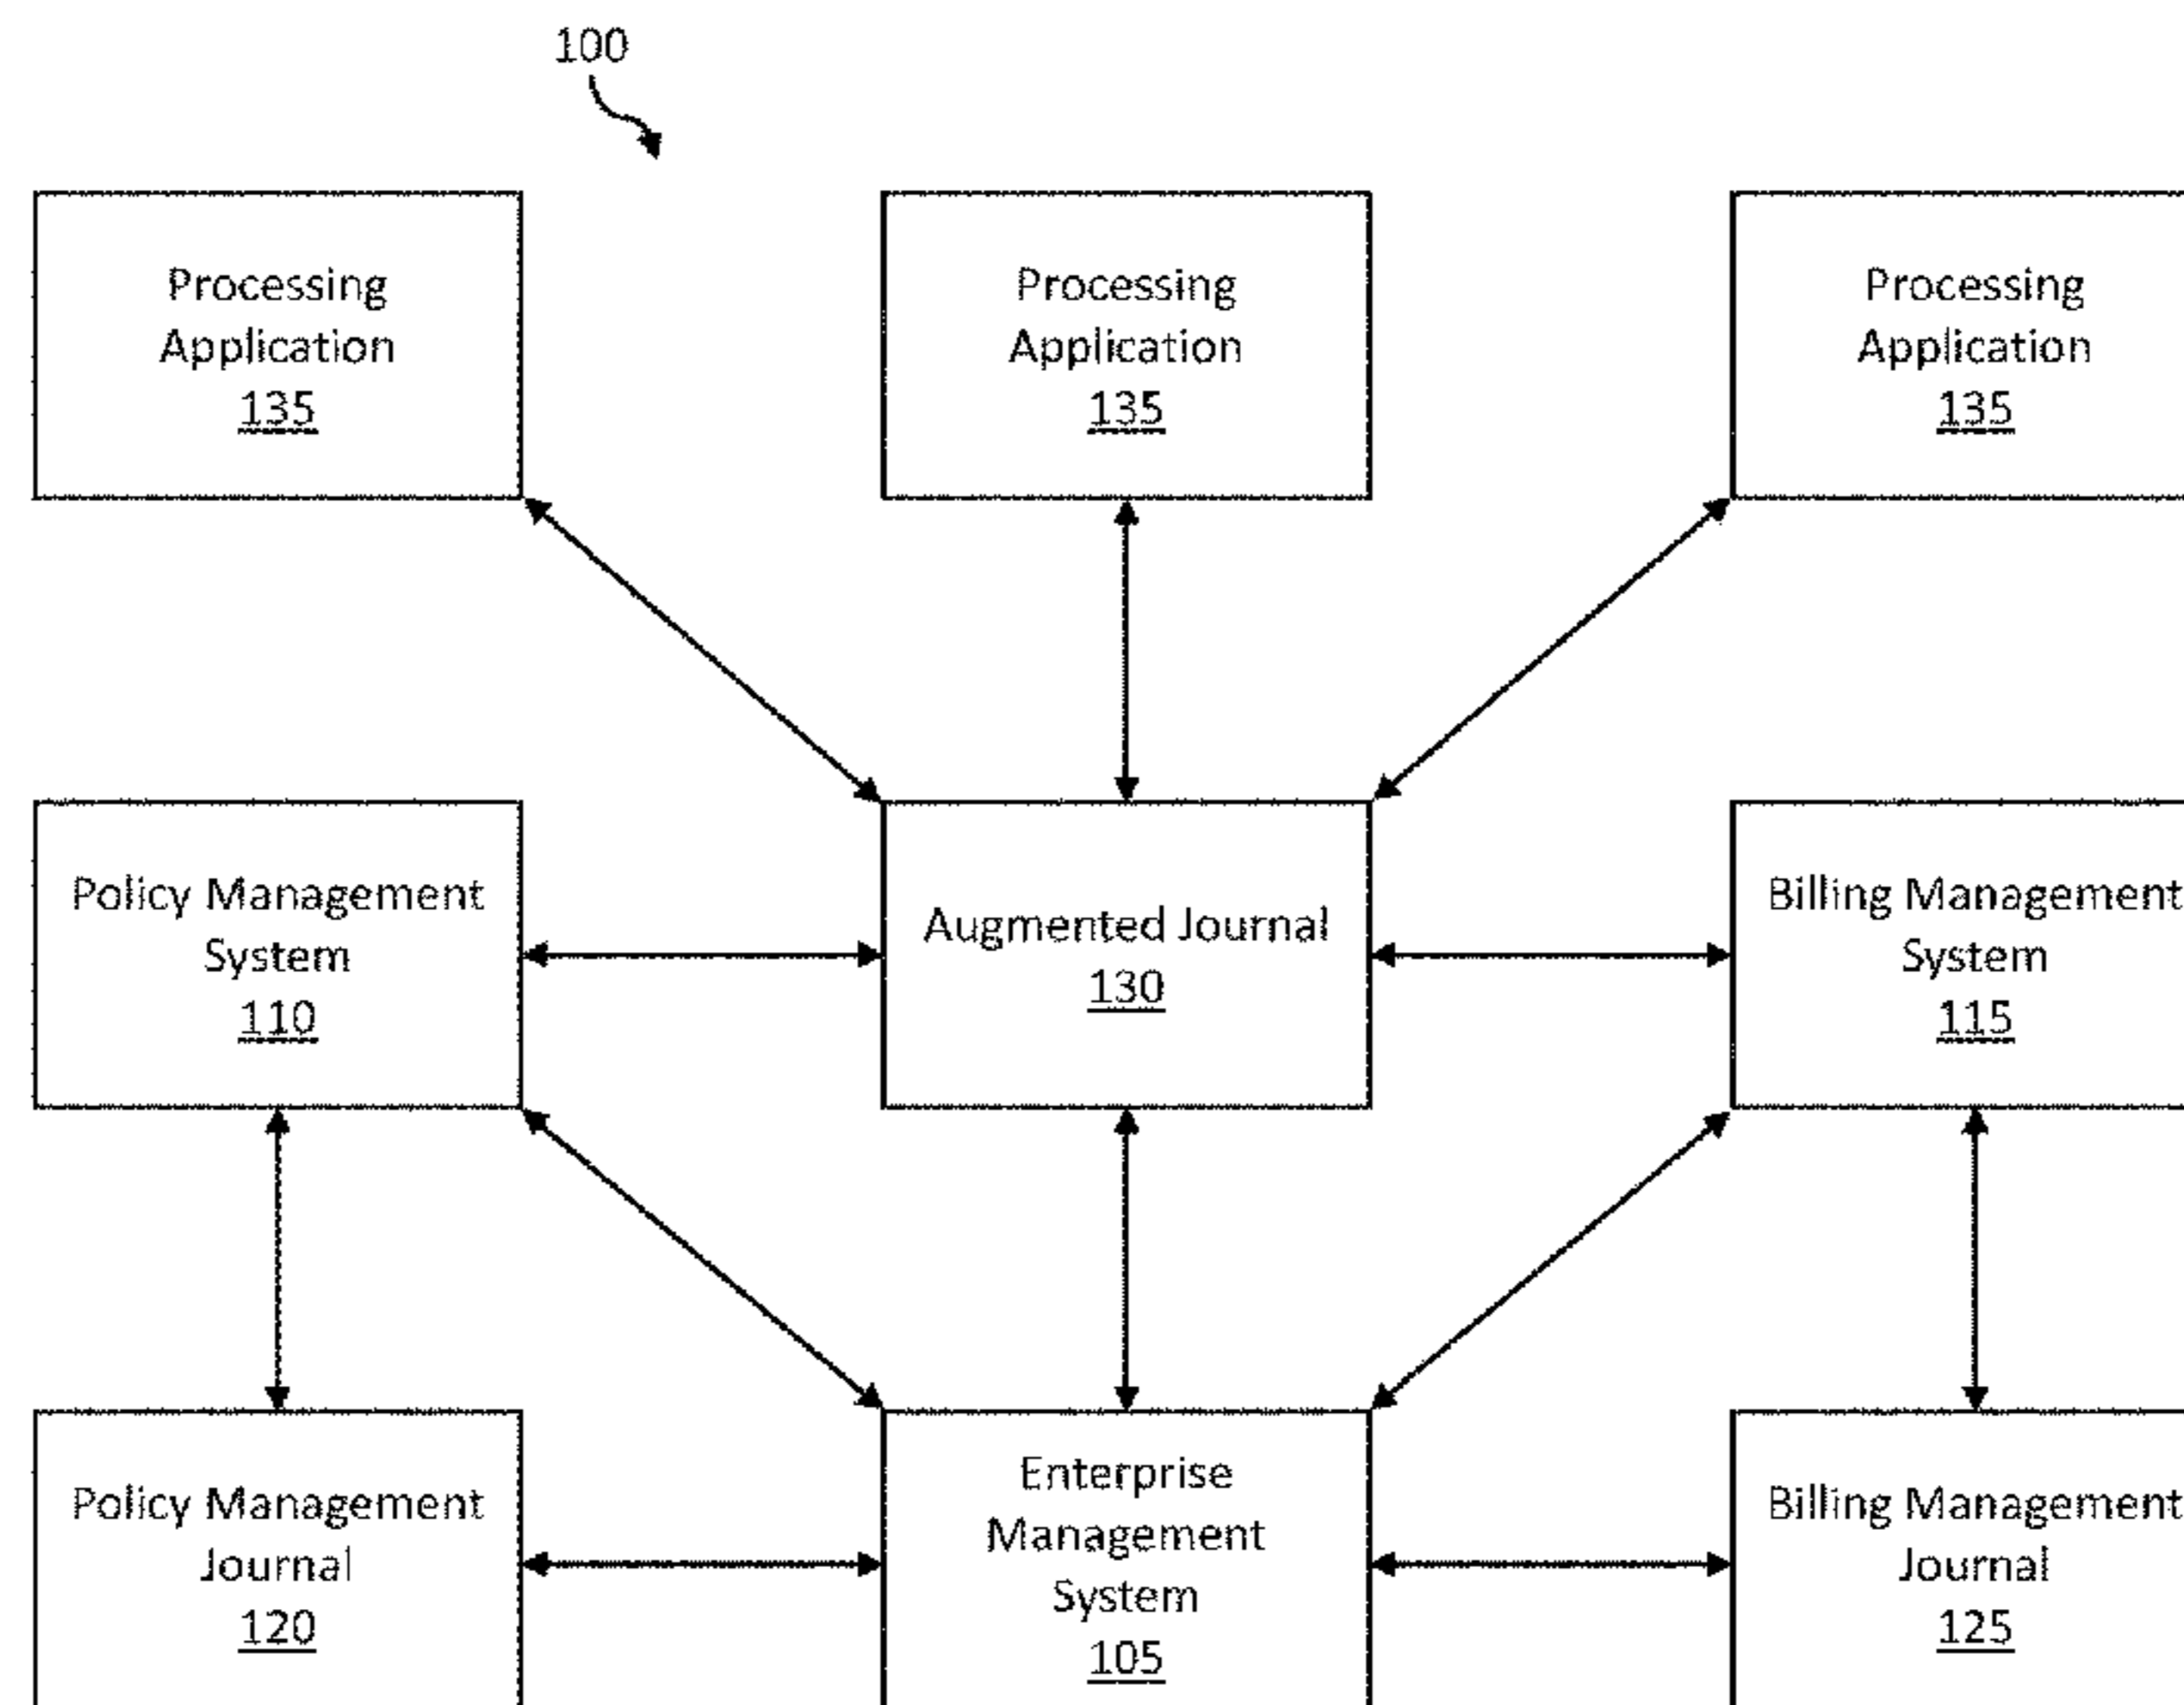 100
Processing
Application
135
Processing
Application
135
Processing
Application
135
Policy Management
System
110
Augmented Journal
130
Billing Management
System
115
Policy Management
Journal
120
Enterprise
Management
System
105
Billing Management
Journal
125